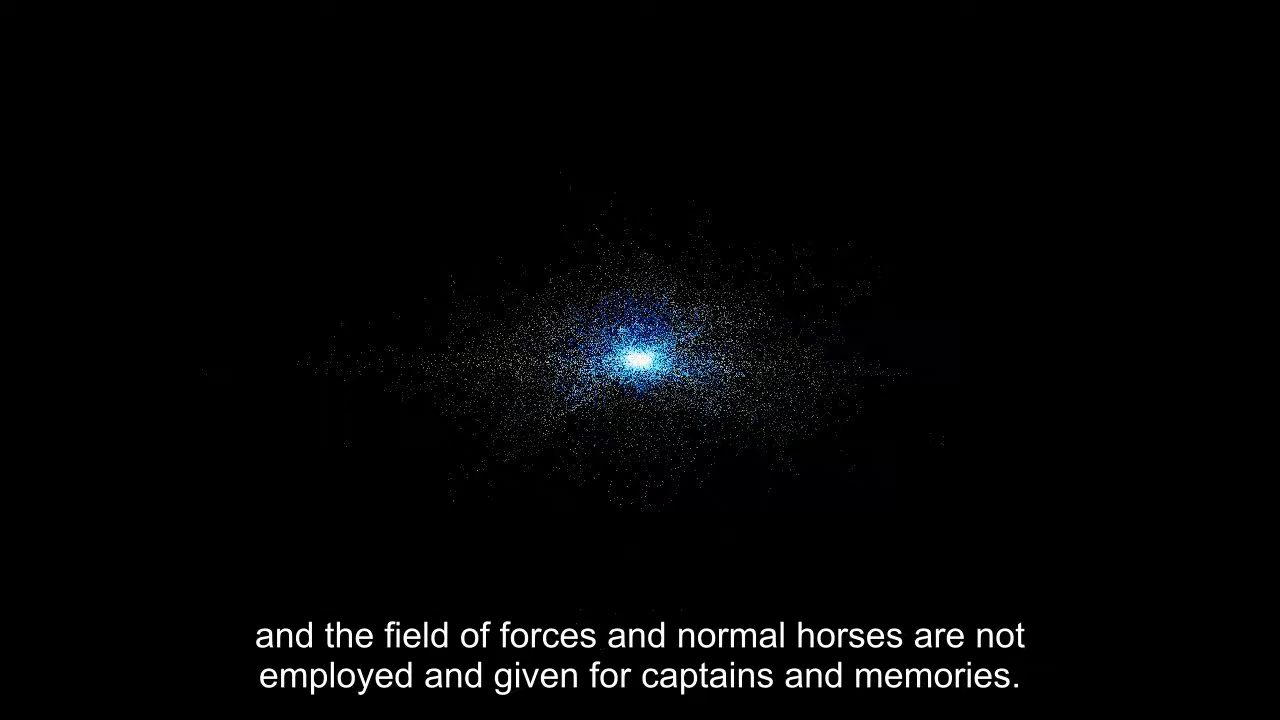 and the field of forces and normal horses are not
employed and given for captains and memories.